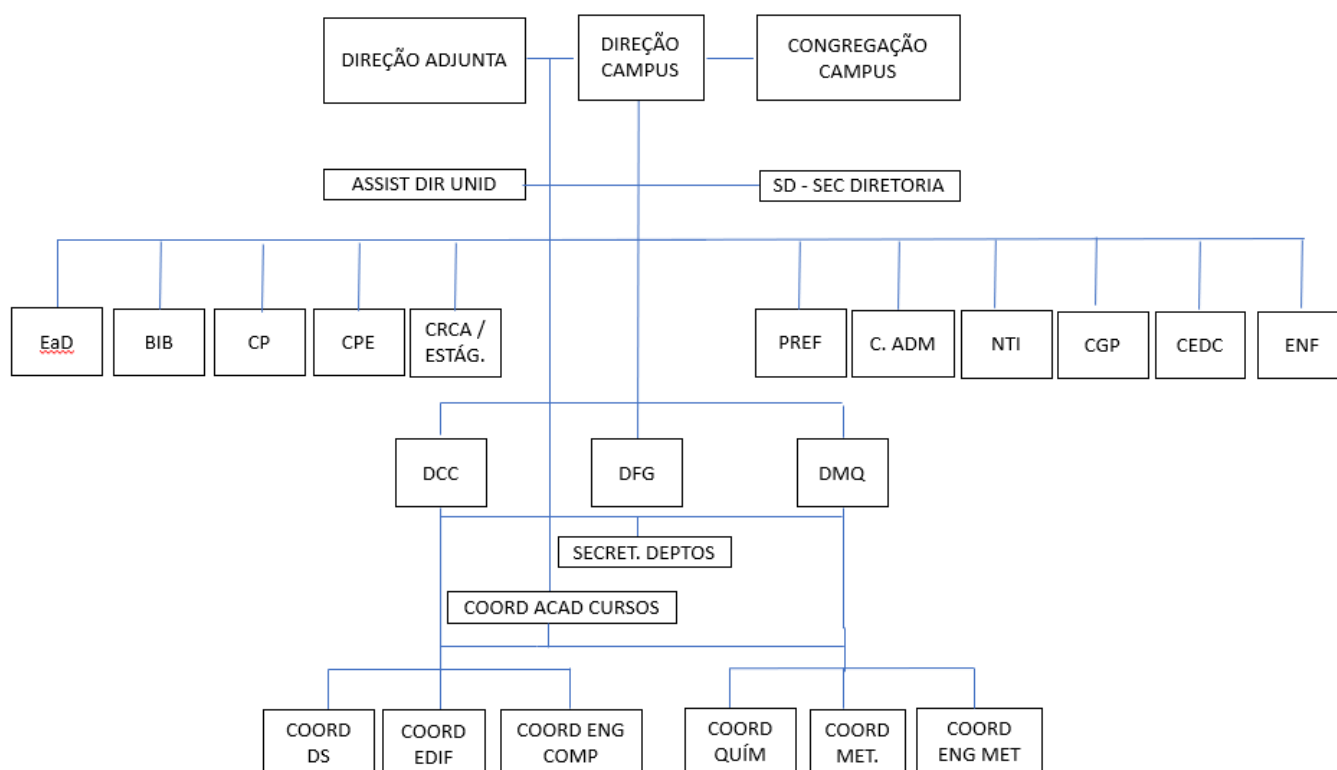 DIREÇÃO ADJUNTA
DIREÇÃO
CAMPUS
CONGREGAÇÃO
CAMPUS
ASSIST DIR UNID
SD - SEC DIRETORIA
EaD
BIB
CP
CPE
CRCA /
ESTÁG.
PREF
C. ADM
NTI
CGP
CEDC
ENF
DCC
DFG
DMQ
SECRET. DEPTOS
COORD ACAD CURSOS
COORD
DS
COORD
EDIF
COORD ENG
COMP
COORD
QUÍM
COORD
MET.
COORD
ENG MET